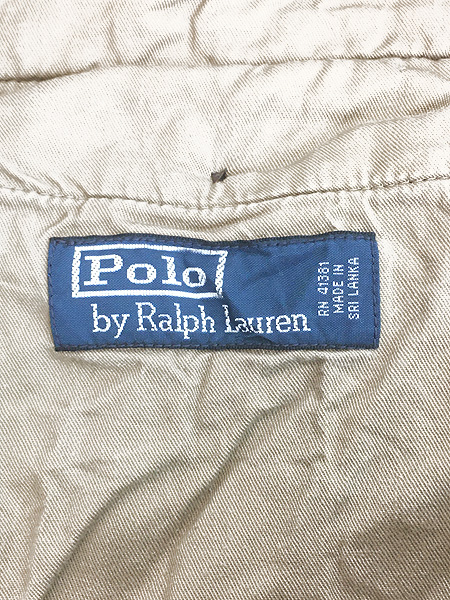 Polo
by Ralph Lauren
RN 41381
MADE IN
SRI LANKA